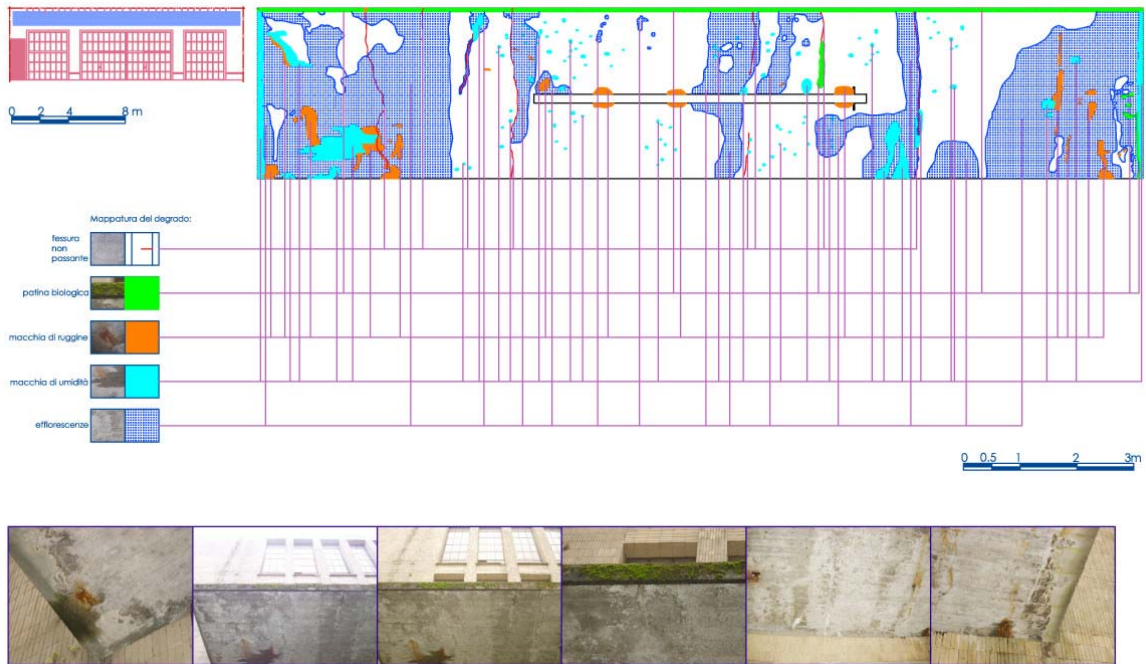 0 2 4 8 m
Mappatura del degrado:
fessura
non
passante
patina biologica
macchia di ruggine
macchia di umidità
efflorescenze
0 0.5 1 2 3m